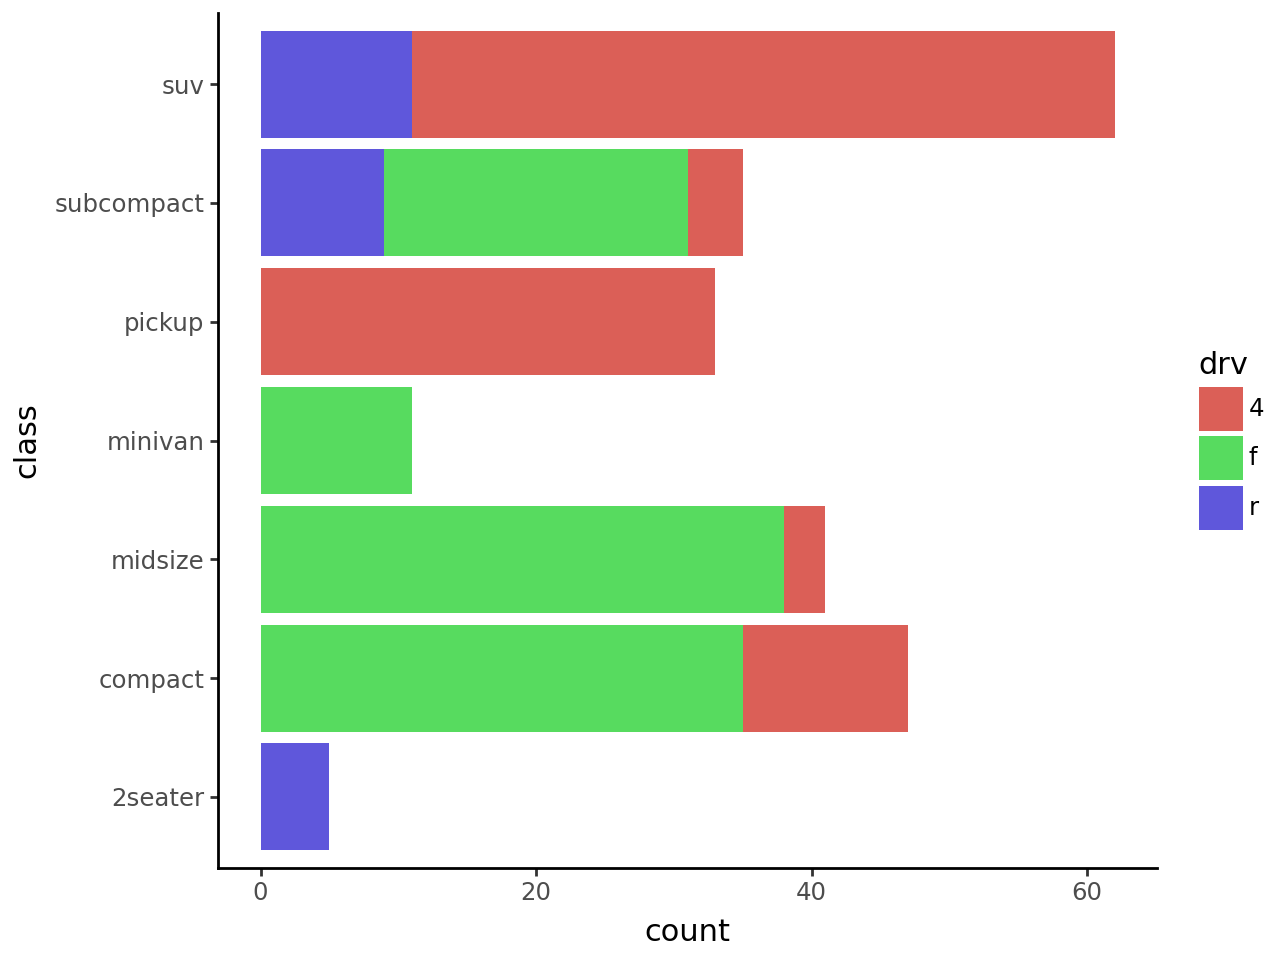 suv
subcompact
pickup
minivan
midsize
compact
2seater
class
0 20 40 60
count
drv
4
f
r